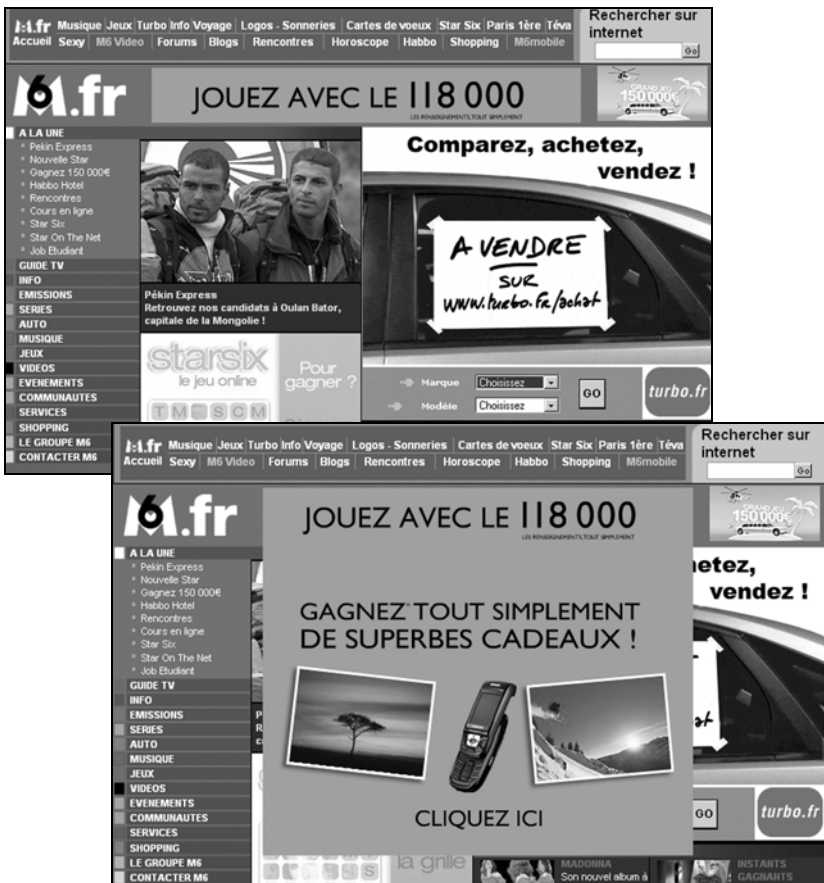 M6.fr Musique Jeux Turbo Info Voyage Logos - Sonneries Cartes de voeux Star Six Paris 1ère Téva
Accueil Sexy M6 Video Forums Blogs Rencontres Horoscope Habbo Shopping M6mobile
Rechercher sur
internet
Go
M6.fr
JOUEZ AVEC LE 118 000
LES RENSEIGNEMENTS, TOUT SIMPLEMENT
GRAND JEU
150 000€
A LA UNE
Pekin Express
Nouvelle Star
Gagnez 150 000€
Habbo Hotel
Rencontres
Cours en ligne
Star Six
Star On The Net
Job Etudiant
GUIDE TV
INFO
EMISSIONS
SERIES
AUTO
MUSIQUE
JEUX
VIDEOS
EVENEMENTS
COMMUNAUTES
SERVICES
SHOPPING
LE GROUPE M6
CONTACTER M6
Pékin Express
Retrouvez nos candidats à Oulan Bator,
capitale de la Mongolie !
starsix
le jeu online
Pour
gagner ?
T M S C M
Comparez, achetez,
vendez !
A VENDRE
SUR
www.turbo.fr/achat
Marque Choisissez
Modèle Choisissez
GO
turbo.fr
M6.fr Musique Jeux Turbo Info Voyage Logos - Sonneries Cartes de voeux Star Six Paris 1ère Téva
Accueil Sexy M6 Video Forums Blogs Rencontres Horoscope Habbo Shopping M6mobile
Rechercher sur
internet
Go
M6.fr
JOUEZ AVEC LE 118 000
LES RENSEIGNEMENTS, TOUT SIMPLEMENT
GRAND JEU
150 000€
A LA UNE
Pekin Express
Nouvelle Star
Gagnez 150 000€
Habbo Hotel
Rencontres
Cours en ligne
Star Six
Star On The Net
Job Etudiant
GUIDE TV
INFO
EMISSIONS
SERIES
AUTO
MUSIQUE
JEUX
VIDEOS
EVENEMENTS
COMMUNAUTES
SERVICES
SHOPPING
LE GROUPE M6
CONTACTER M6
GAGNEZ* TOUT SIMPLEMENT
DE SUPERBES CADEAUX !
CLIQUEZ ICI
etez,
vendez !
at
GO
turbo.fr
la grille
MADONNA
Son nouvel album à
INSTANTS
GAGNANTS